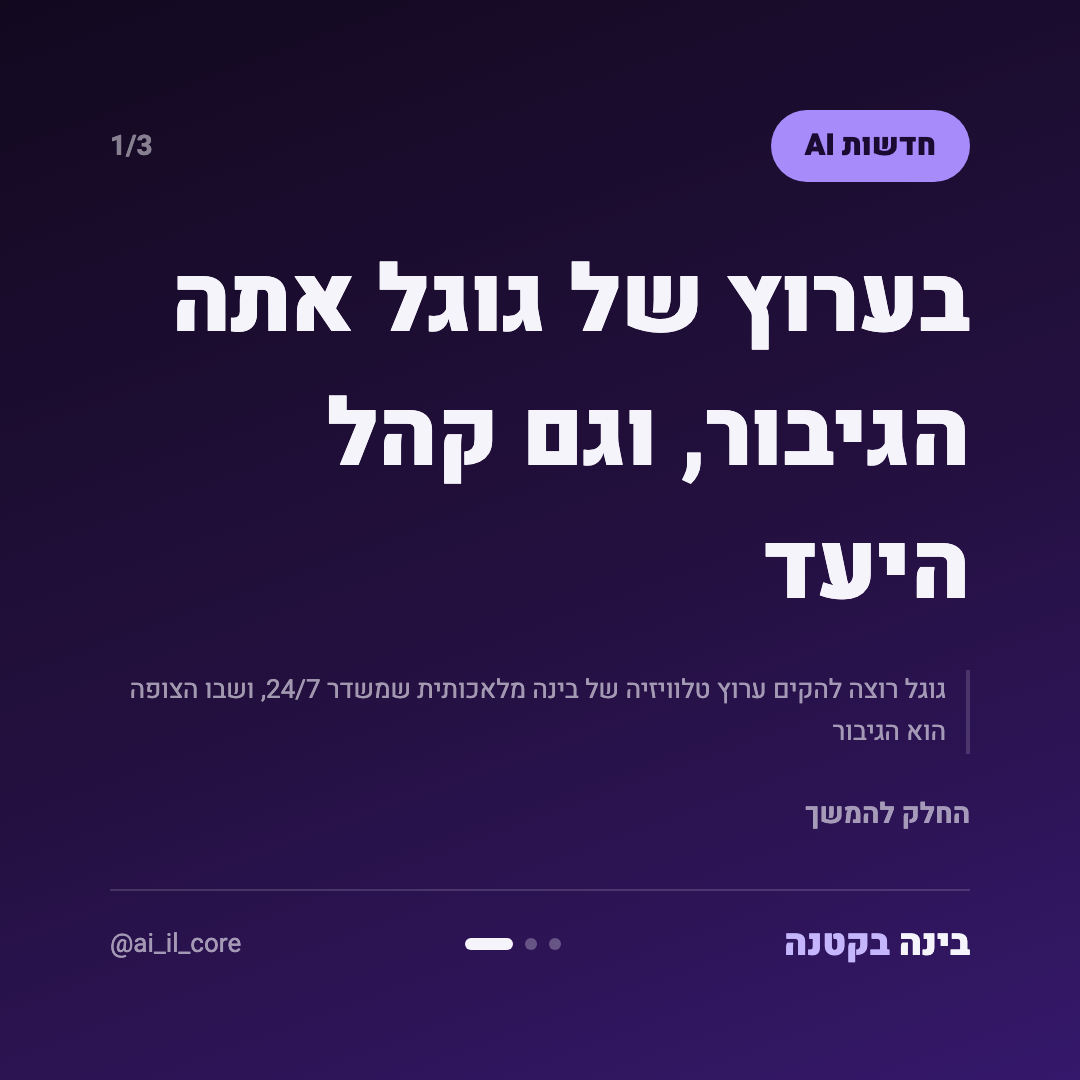 חדשות AI
1/3
בערוץ של גוגל אתה
הגיבור, וגם קהל
היעד
גוגל רוצה להקים ערוץ טלוויזיה של בינה מלאכותית שמשדר 24/7, ושבו הצופה
הוא הגיבור
החלק להמשך
בינה בקטנה
@ai_il_core